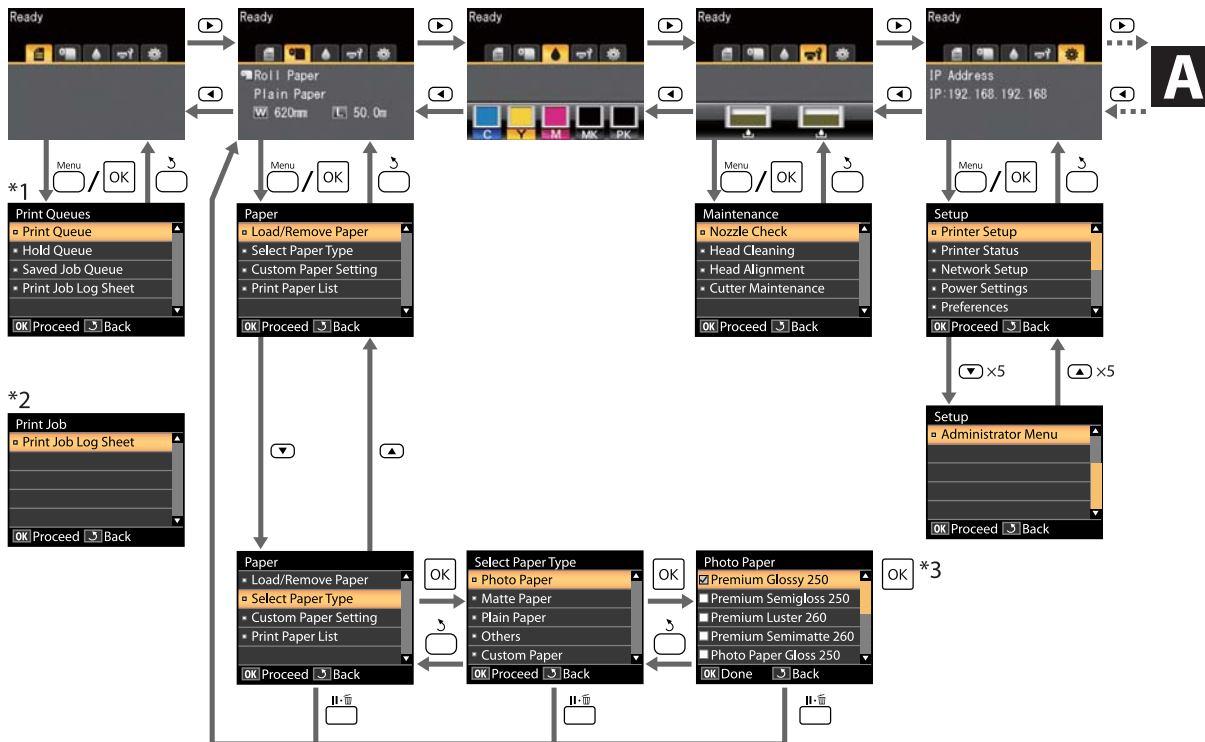 Ready
Ready
Ready
Ready
Ready
A
Roll Paper
Plain Paper
W 620mm L 50.0m
C Y M MK PK
IP Address
IP:192.168.192.168
Menu / OK
Menu / OK
Menu / OK
Menu / OK
*1
Print Queues
Print Queue
Hold Queue
Saved Job Queue
Print Job Log Sheet
OK Proceed Back
Paper
Load/Remove Paper
Select Paper Type
Custom Paper Setting
Print Paper List
OK Proceed Back
Maintenance
Nozzle Check
Head Cleaning
Head Alignment
Cutter Maintenance
OK Proceed Back
Setup
Printer Setup
Printer Status
Network Setup
Power Settings
Preferences
OK Proceed Back
×5
×5
*2
Print Job
Print Job Log Sheet
OK Proceed Back
Setup
Administrator Menu
OK Proceed Back
Paper
Load/Remove Paper
Select Paper Type
Custom Paper Setting
Print Paper List
OK Proceed Back
OK
Select Paper Type
Photo Paper
Matte Paper
Plain Paper
Others
Custom Paper
OK Proceed Back
OK
Photo Paper
Premium Glossy 250
Premium Semigloss 250
Premium Luster 260
Premium Semimatte 260
Photo Paper Gloss 250
OK Done Back
OK *3